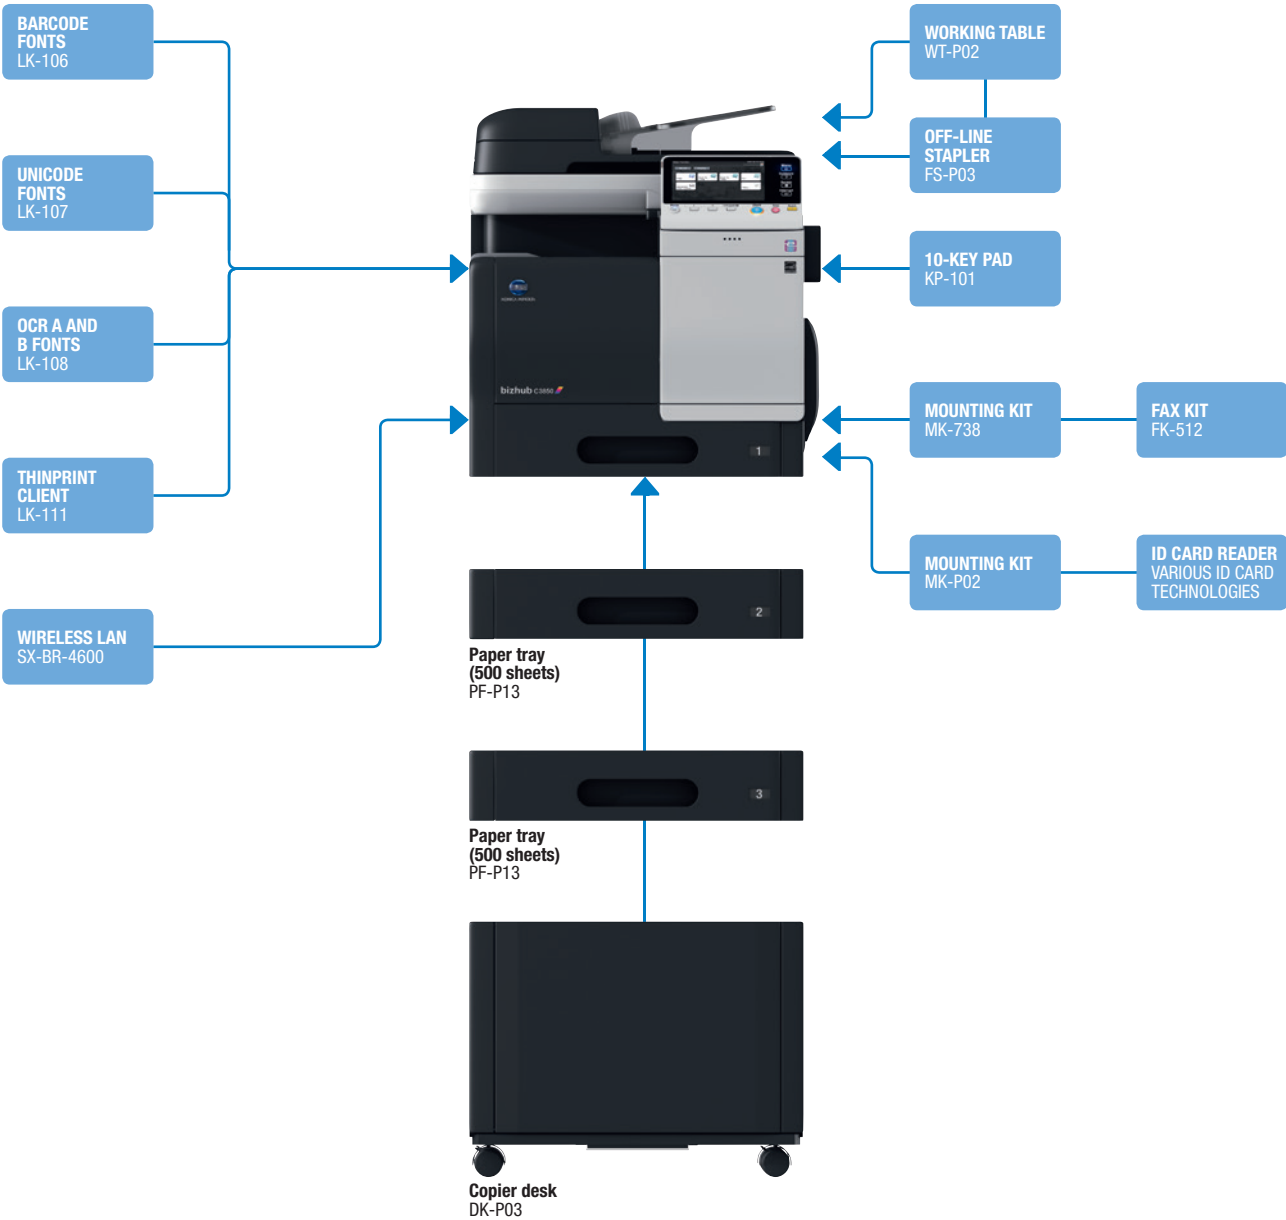 BARCODE
FONTS
LK-106
UNICODE
FONTS
LK-107
OCR A AND
B FONTS
LK-108
THINPRINT
CLIENT
LK-111
WIRELESS LAN
SX-BR-4600
WORKING TABLE
WT-P02
OFF-LINE
STAPLER
FS-P03
10-KEY PAD
KP-101
MOUNTING KIT
MK-738
FAX KIT
FK-512
MOUNTING KIT
MK-P02
ID CARD READER
VARIOUS ID CARD
TECHNOLOGIES
KONICA MINOLTA
bizhub C3850
1
2
Paper tray
(500 sheets)
PF-P13
3
Paper tray
(500 sheets)
PF-P13
Copier desk
DK-P03